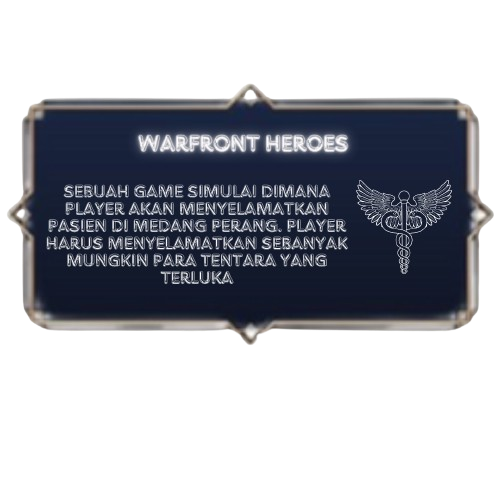 WARFRONT HEROES
SEBUAH GAME SIMULAI DIMANA
PLAYER AKAN MENYELAMATKAN
PASIEN DI MEDANG PERANG. PLAYER
HARUS MENYELAMATKAN SEBANYAK
MUNGKIN PARA TENTARA YANG
TERLUKA